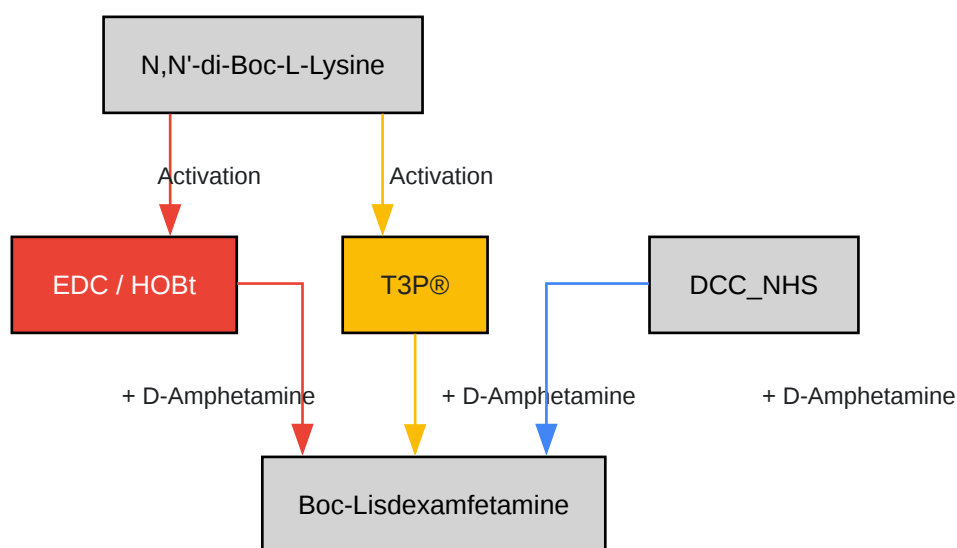 N,N'-di-Boc-L-Lysine
Activation
Activation
EDC / HOBt
T3P®
DCC_NHS
+ D-Amphetamine
+ D-Amphetamine
+ D-Amphetamine
Boc-Lisdexamfetamine